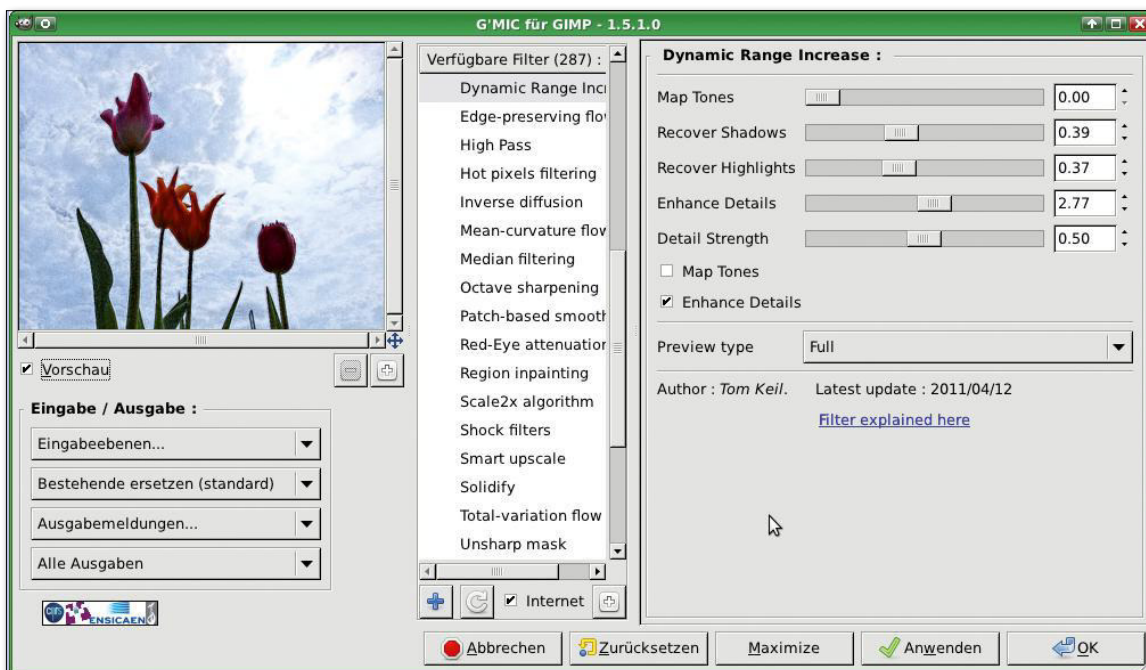 G'MIC für GIMP - 1.5.1.0
Verfügbare Filter (287) :
Dynamic Range Inc
Edge-preserving flo
High Pass
Hot pixels filtering
Inverse diffusion
Mean-curvature flov
Median filtering
Octave sharpening
Patch-based smooth
Red-Eye attenuation
Region inpainting
Scale2x algorithm
Shock filters
Smart upscale
Solidify
Total-variation flow
Unsharp mask
Internet
Vorschau
Eingabe / Ausgabe :
Eingabeebenen...
Bestehende ersetzen (standard)
Ausgabemeldungen...
Alle Ausgaben
cnrs ENSICAEN
Dynamic Range Increase :
Map Tones 0.00
Recover Shadows 0.39
Recover Highlights 0.37
Enhance Details 2.77
Detail Strength 0.50
Map Tones
Enhance Details
Preview type Full
Author : Tom Keil. Latest update : 2011/04/12
Filter explained here
Abbrechen Zurücksetzen Maximize Anwenden OK